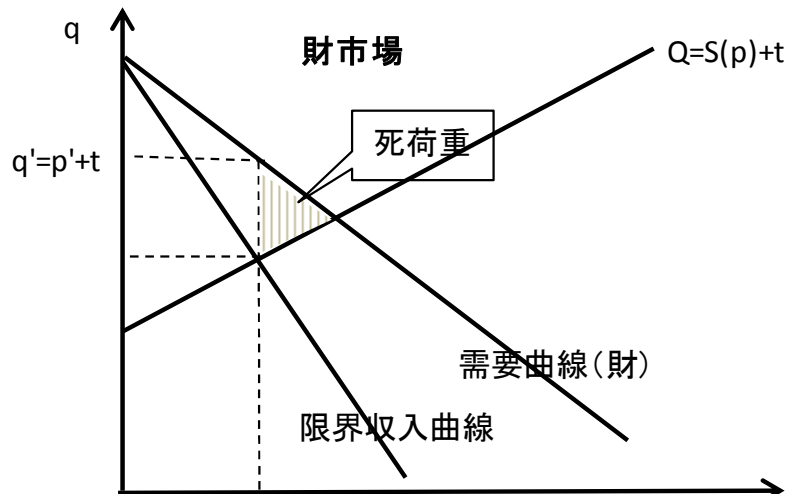 q
財市場
Q=S(p)+t
死荷重
q'=p'+t
需要曲線(財)
限界収入曲線